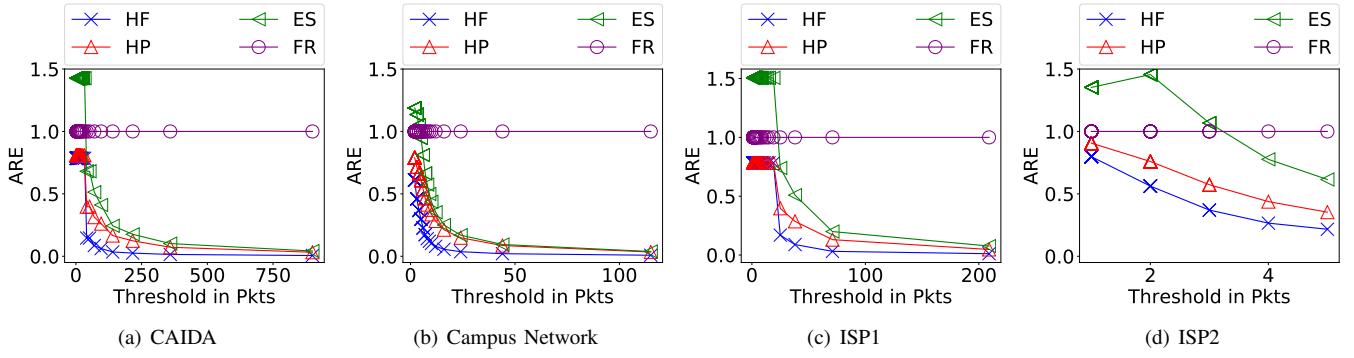 HF ES
HP FR
1.5
1.0
0.5
0.0
ARE
0 250 500 750
Threshold in Pkts
(a) CAIDA
HF ES
HP FR
1.5
1.0
0.5
0.0
ARE
0 50 100
Threshold in Pkts
(b) Campus Network
HF ES
HP FR
1.5
1.0
0.5
0.0
ARE
0 50 100 150 200
Threshold in Pkts
(c) ISP1
HF ES
HP FR
1.5
1.0
0.5
0.0
ARE
2 4
Threshold in Pkts
(d) ISP2